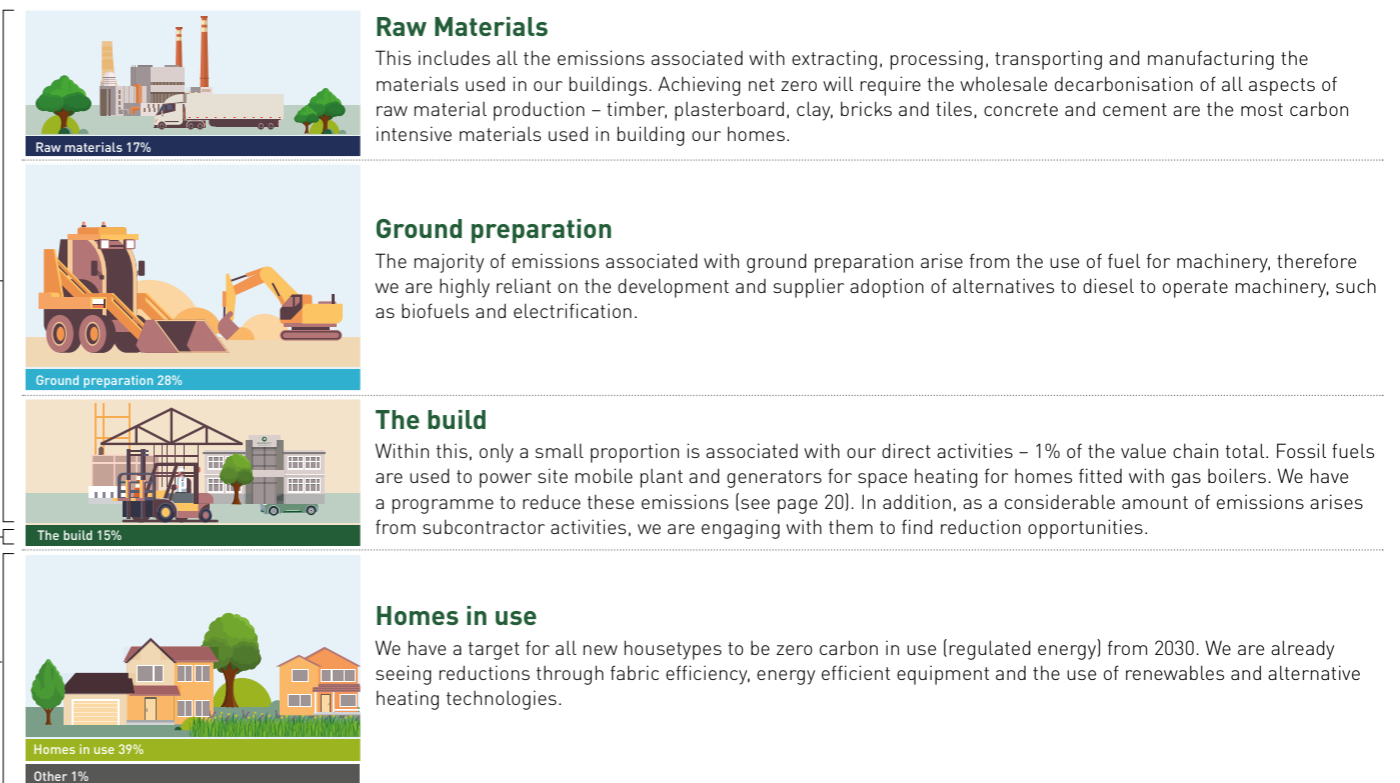 Raw Materials
This includes all the emissions associated with extracting, processing, transporting and manufacturing the
materials used in our buildings. Achieving net zero will require the wholesale decarbonisation of all aspects of
raw material production – timber, plasterboard, clay, bricks and tiles, concrete and cement are the most carbon
intensive materials used in building our homes.
Raw materials 17%
Ground preparation
The majority of emissions associated with ground preparation arise from the use of fuel for machinery, therefore
we are highly reliant on the development and supplier adoption of alternatives to diesel to operate machinery, such
as biofuels and electrification.
Ground preparation 28%
The build
Within this, only a small proportion is associated with our direct activities – 1% of the value chain total. Fossil fuels
are used to power site mobile plant and generators for space heating for homes fitted with gas boilers. We have
a programme to reduce these emissions (see page 20). In addition, as a considerable amount of emissions arises
from subcontractor activities, we are engaging with them to find reduction opportunities.
The build 15%
Homes in use
We have a target for all new housetypes to be zero carbon in use (regulated energy) from 2030. We are already
seeing reductions through fabric efficiency, energy efficient equipment and the use of renewables and alternative
heating technologies.
Homes in use 39%
Other 1%